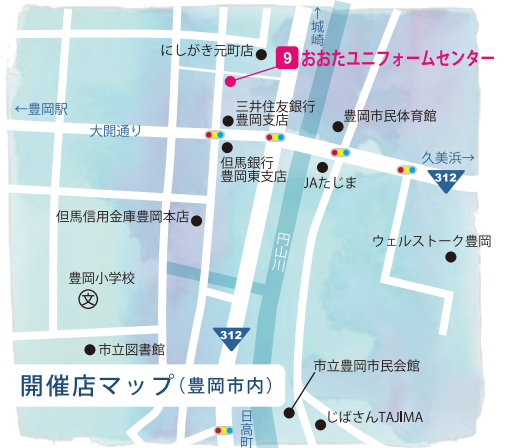 ↑城崎
にしがき元町店
9 おおたユニフォームセンター
←豊岡駅
三井住友銀行
豊岡支店
豊岡市民体育館
大開通り
久美浜→
但馬銀行
豊岡東支店
JAたじま
312
但馬信用金庫豊岡本店
円山川
ウェルストーク豊岡
豊岡小学校
文
312
市立図書館
市立豊岡市民会館
開催店マップ(豊岡市内)
日高町
じばさんTAJIMA